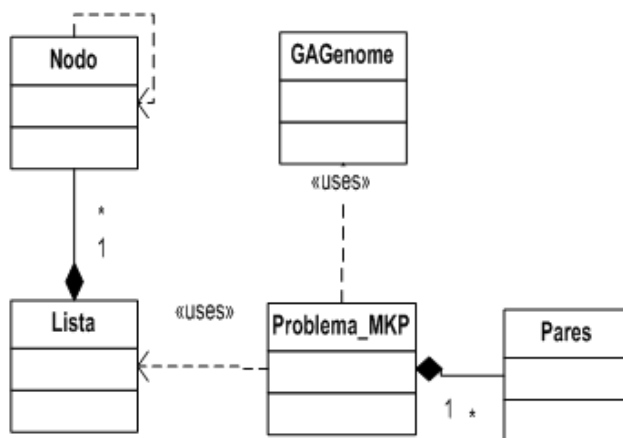 Nodo
GAGenome
«uses»
*
1
Lista
«uses»
Problema_MKP
Pares
1 *